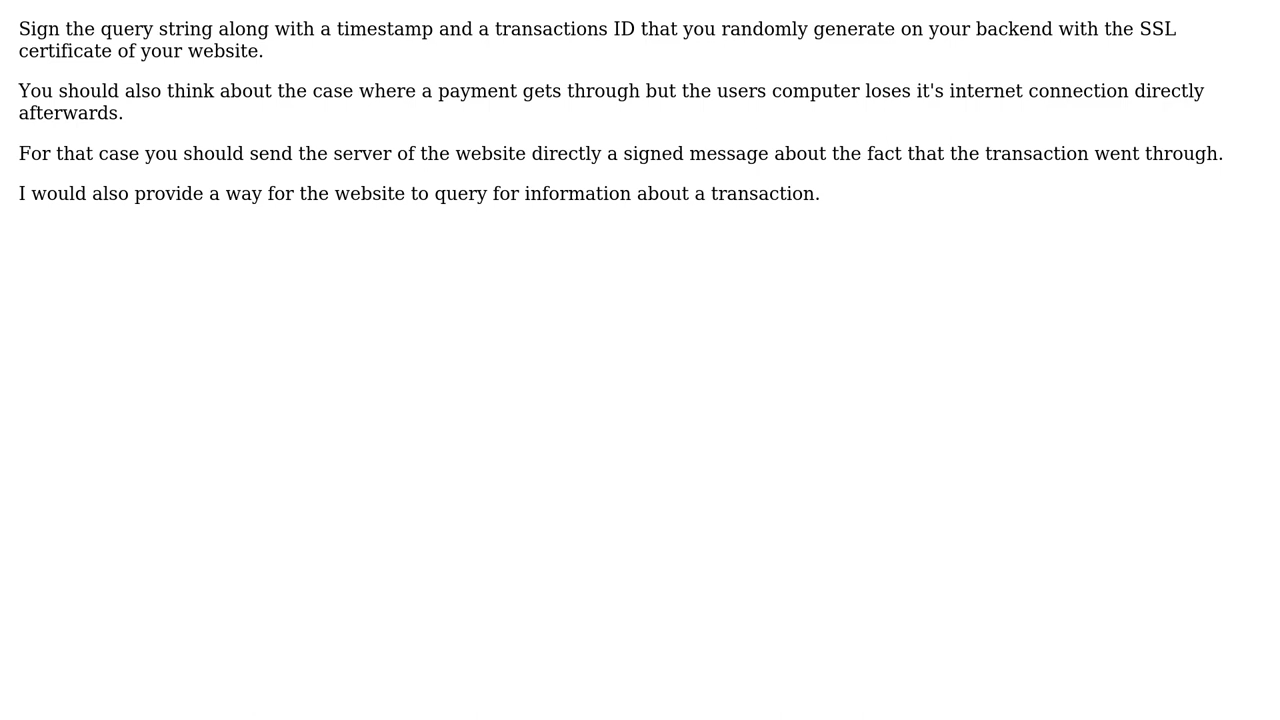 Sign the query string along with a timestamp and a transactions ID that you randomly generate on your backend with the SSL
certificate of your website.
You should also think about the case where a payment gets through but the users computer loses it's internet connection directly
afterwards.
For that case you should send the server of the website directly a signed message about the fact that the transaction went through.
I would also provide a way for the website to query for information about a transaction.